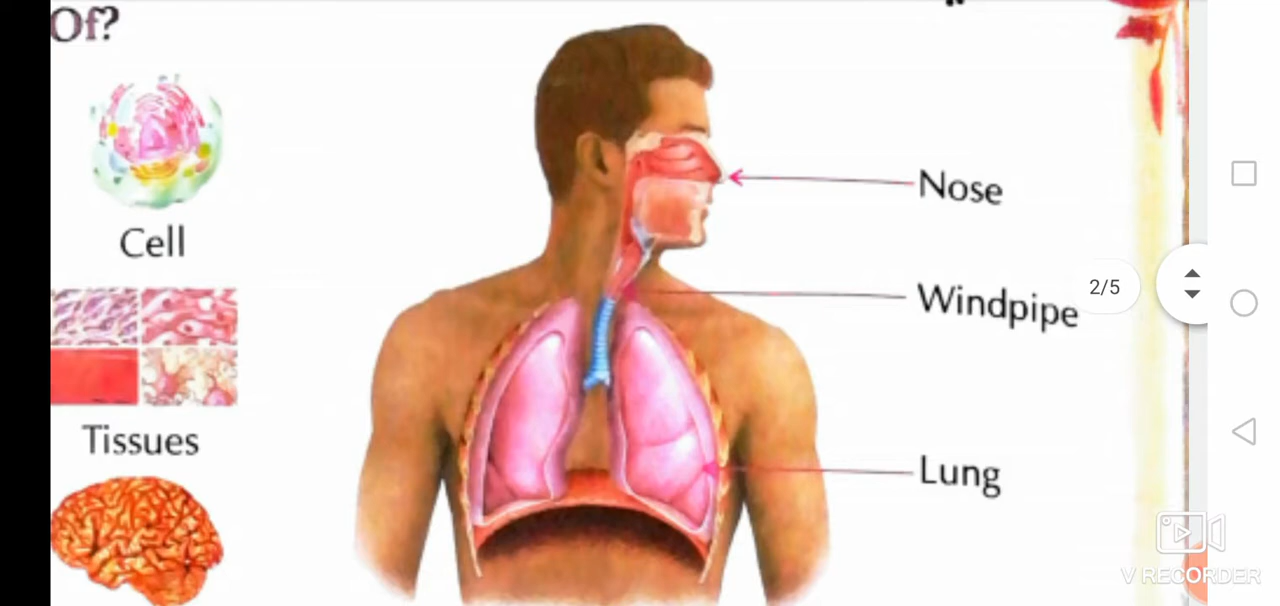 Of?
Cell
Tissues
Nose
Windpipe
Lung
2/5
V RECORDER